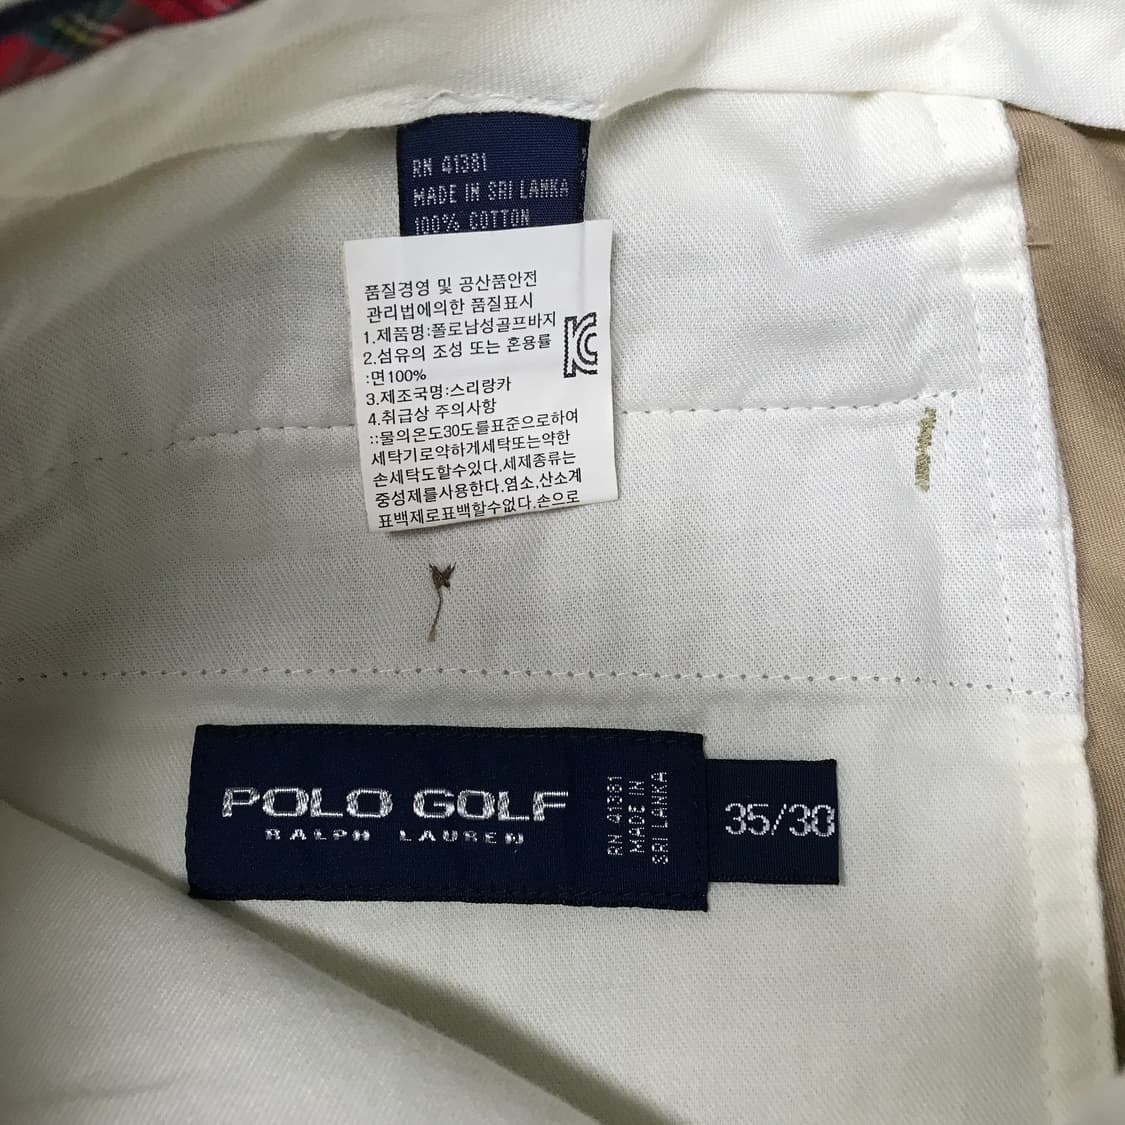 RN 41381
MADE IN SRI LANKA
100% COTTON
품질경영 및 공산품안전
관리법에의한 품질표시
1.제품명:폴로남성골프바지
2.섬유의 조성 또는 혼용률
:면100%
3.제조국명:스리랑카
4.취급상 주의사항
::물의온도30도를표준으로하여
세탁기로약하게세탁또는약한
손세탁도할수있다.세제종류는
중성제를사용한다.염소,산소계
표백제로표백할수없다.손으로
KC
POLO GOLF
RALPH LAUREN
RN 41381
MADE IN
SRI LANKA
35/30